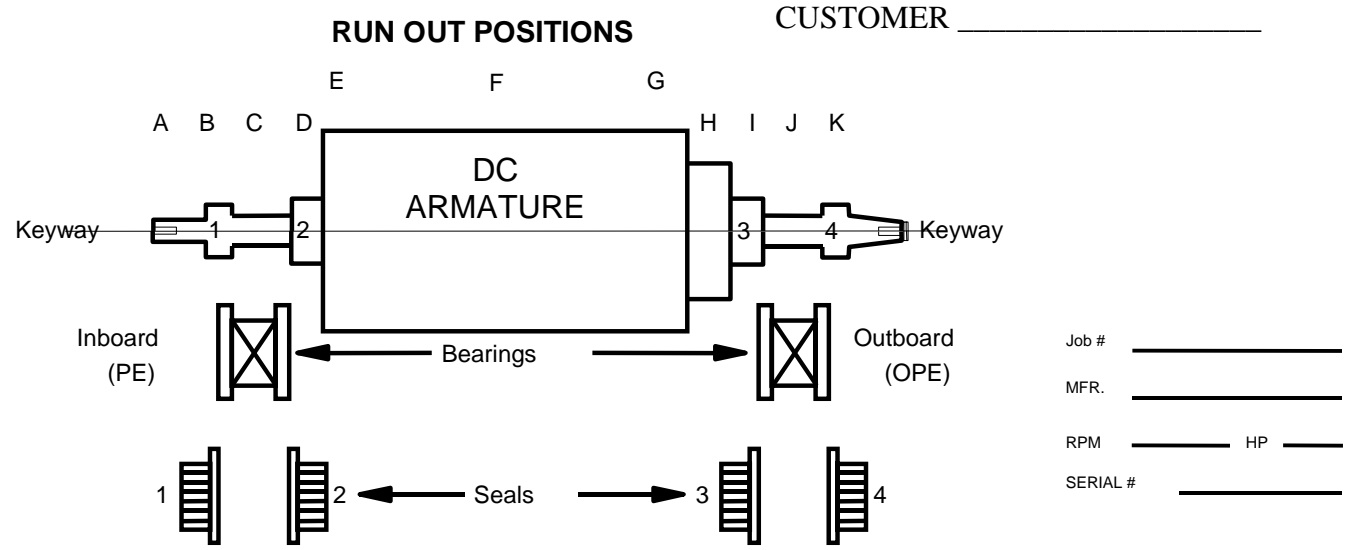 CUSTOMER ___________________
RUN OUT POSITIONS
E F G
A B C D H I J K
DC
ARMATURE
Keyway 1 2 3 4 Keyway
Inboard
(PE)
Bearings
Outboard
(OPE)
Job #
MFR.
RPM HP
SERIAL #
1 2 Seals 3 4